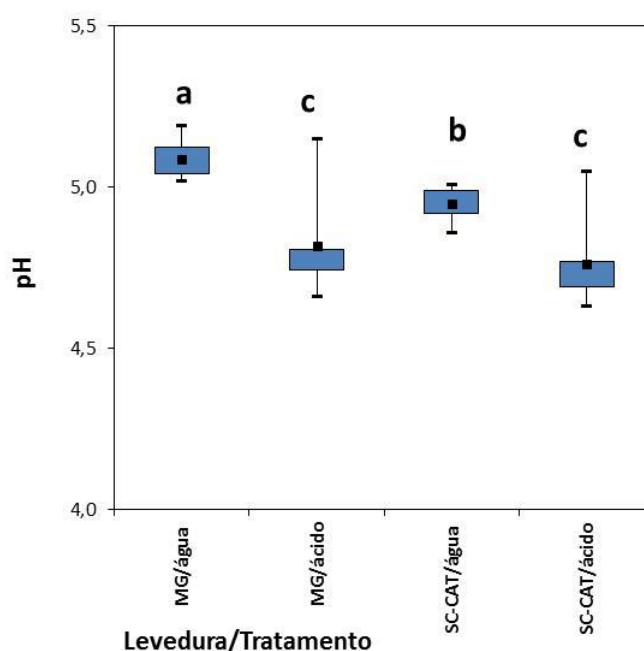 5,5
a
c
b
c
5,0
pH
4,5
4,0
MG/água
MG/ácido
SC-CAT/água
SC-CAT/ácido
Levedura/Tratamento